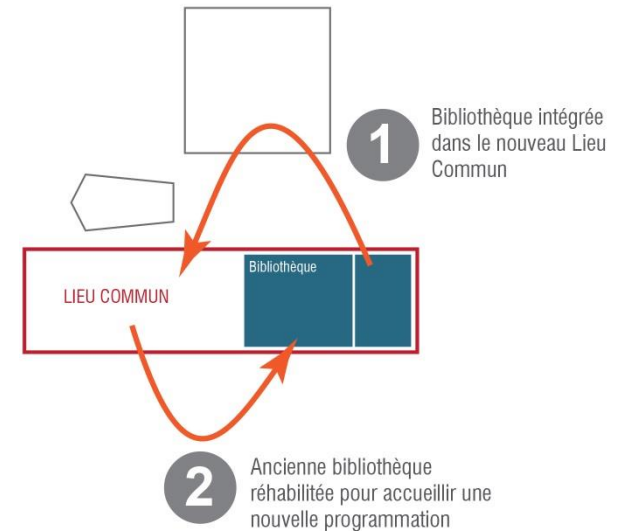 1
Bibliothèque intégrée
dans le nouveau Lieu
Commun
Bibliothèque
LIEU COMMUN
2
Ancienne bibliothèque
réhabilitée pour accueillir une
nouvelle programmation